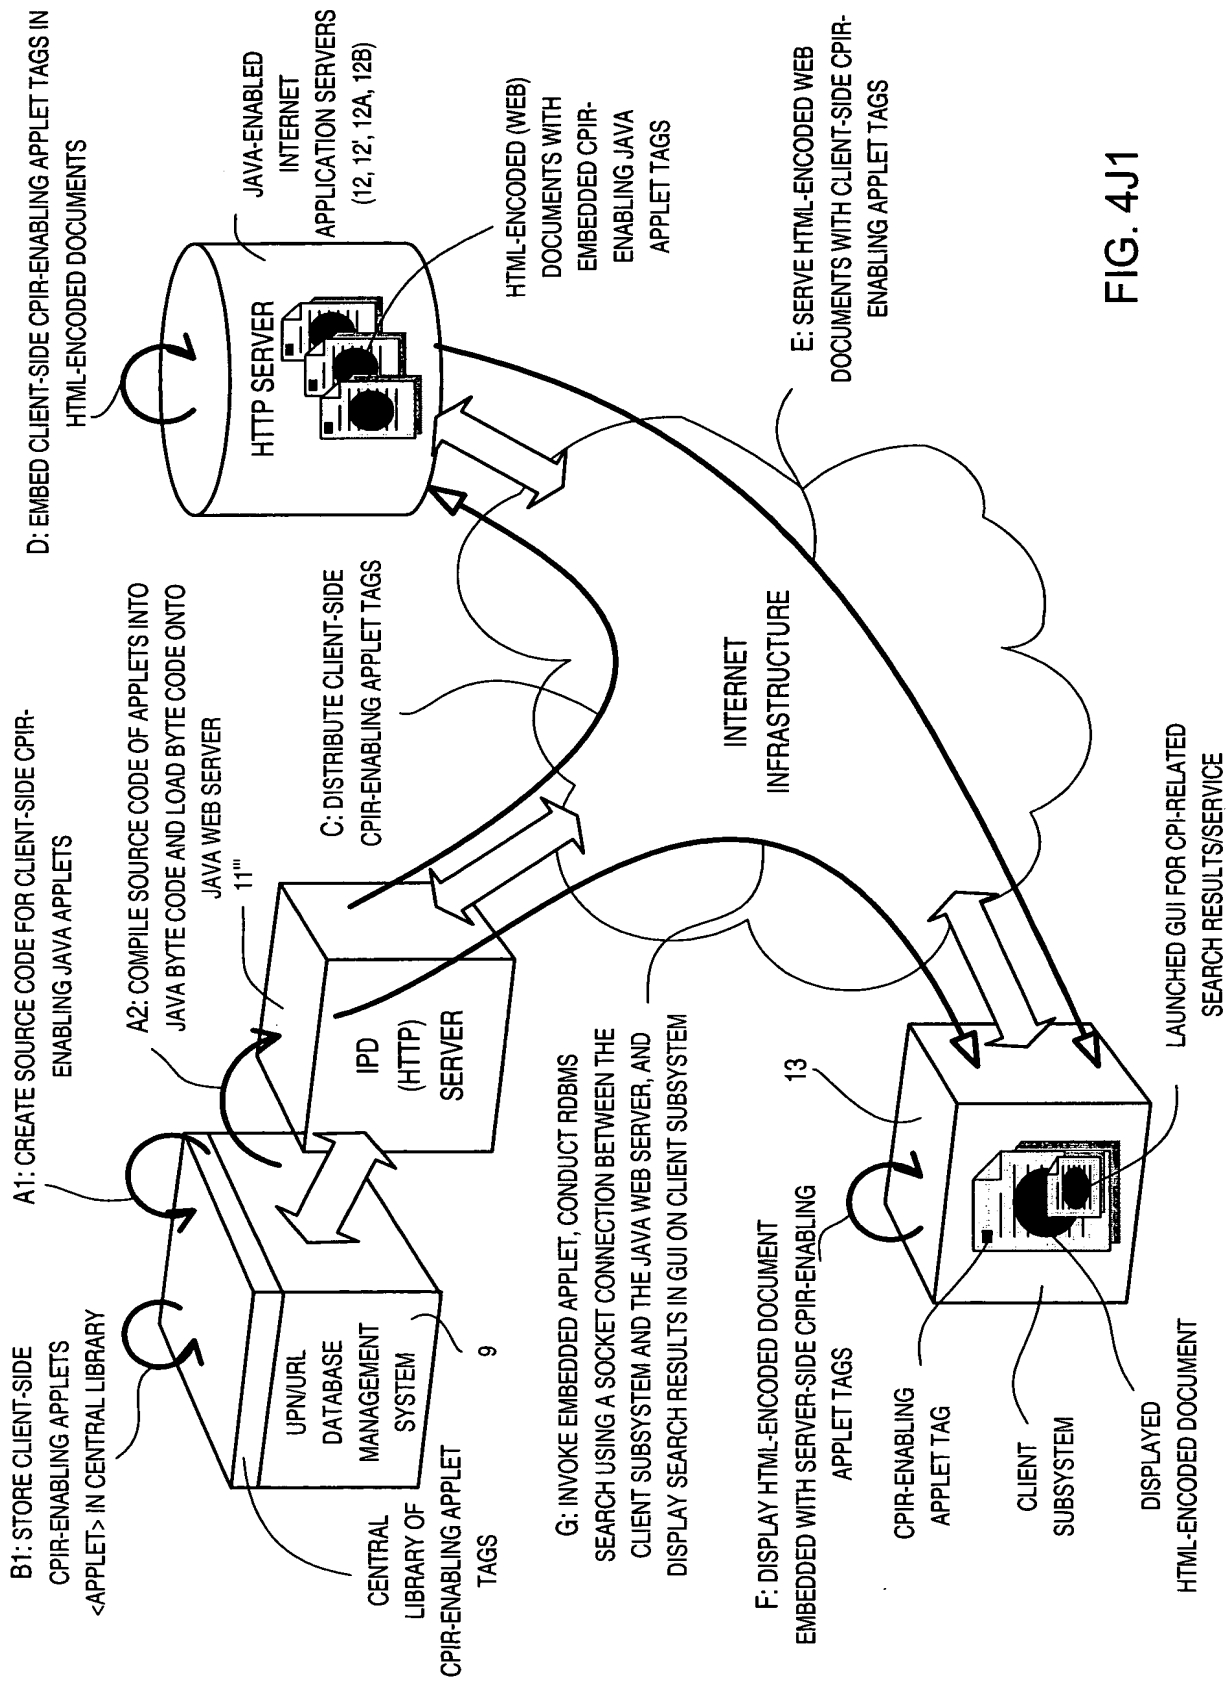 B1: STORE CLIENT-SIDE
CPIR-ENABLING APPLETS
<APPLET> IN CENTRAL LIBRARY
A1: CREATE SOURCE CODE FOR CLIENT-SIDE CPIR-
ENABLING JAVA APPLETS
A2: COMPILE SOURCE CODE OF APPLETS INTO
JAVA BYTE CODE AND LOAD BYTE CODE ONTO
JAVA WEB SERVER
11'''
D: EMBED CLIENT-SIDE CPIR-ENABLING APPLET TAGS IN
HTML-ENCODED DOCUMENTS
JAVA-ENABLED
INTERNET
APPLICATION SERVERS
(12, 12', 12A, 12B)
HTTP SERVER
HTML-ENCODED (WEB)
DOCUMENTS WITH
EMBEDDED CPIR-
ENABLING JAVA
APPLET TAGS
C: DISTRIBUTE CLIENT-SIDE
CPIR-ENABLING APPLET TAGS
UPN/URL
DATABASE
MANAGEMENT
SYSTEM
9
IPD
(HTTP)
SERVER
CENTRAL
LIBRARY OF
CPIR-ENABLING APPLET
TAGS
G: INVOKE EMBEDDED APPLET, CONDUCT RDBMS
SEARCH USING A SOCKET CONNECTION BETWEEN THE
CLIENT SUBSYSTEM AND THE JAVA WEB SERVER, AND
DISPLAY SEARCH RESULTS IN GUI ON CLIENT SUBSYSTEM
INTERNET
INFRASTRUCTURE
E: SERVE HTML-ENCODED WEB
DOCUMENTS WITH CLIENT-SIDE CPIR-
ENABLING APPLET TAGS
F: DISPLAY HTML-ENCODED DOCUMENT
EMBEDDED WITH SERVER-SIDE CPIR-ENABLING
APPLET TAGS
13
CPIR-ENABLING
APPLET TAG
CLIENT
SUBSYSTEM
DISPLAYED
HTML-ENCODED DOCUMENT
LAUNCHED GUI FOR CPI-RELATED
SEARCH RESULTS/SERVICE
FIG. 4J1